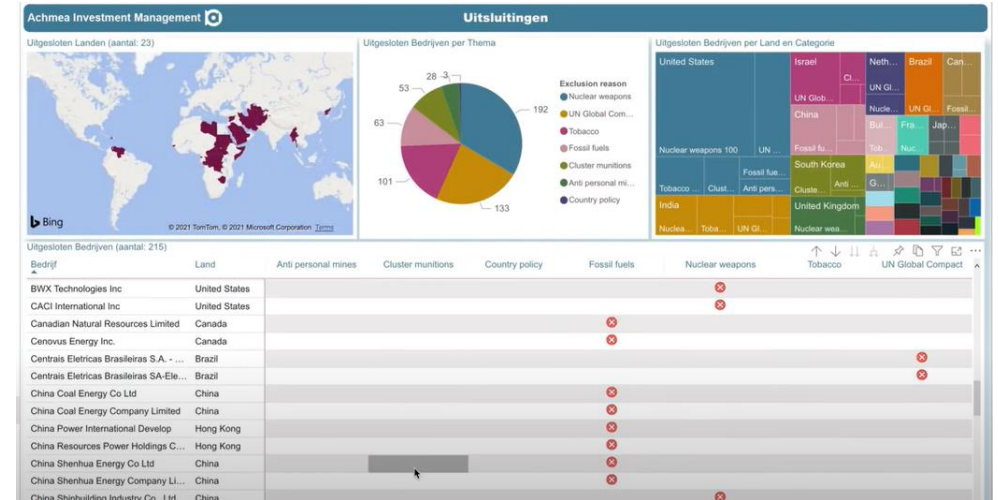 Achmea Investment Management
Uitsluitingen
Uitgesloten Landen (aantal: 23)
Bing
© 2021 TomTom, © 2021 Microsoft Corporation Terms
Uitgesloten Bedrijven per Thema
28
3
53
63
101
133
192
Exclusion reason
Nuclear weapons
UN Global Com...
Tobacco
Fossil fuels
Cluster munitions
Anti personal mi...
Country policy
Uitgesloten Bedrijven per Land en Categorie
United States
Nuclear weapons 100
UN ...
Tobacco ...
Clust...
Fossil fue...
Anti pers...
India
Nuclea...
Toba...
UN Gl...
Israel
Cl...
UN Glob...
China
Fossil fu...
South Korea
Cluste...
Anti ...
United Kingdom
Nuclear wea...
Neth...
UN Gl...
Nucle...
Brazil
UN Gl...
Can...
Fossil...
Bul...
Tob...
Fra...
Nuc...
Jap...
Au...
G...
Uitgesloten Bedrijven (aantal: 215)
Bedrijf Land Anti personal mines Cluster munitions Country policy Fossil fuels Nuclear weapons Tobacco UN Global Compact
BWX Technologies Inc United States
CACI International Inc United States
Canadian Natural Resources Limited Canada
Cenovus Energy Inc. Canada
Centrais Eletricas Brasileiras S.A. - ... Brazil
Centrais Eletricas Brasileiras SA-Ele... Brazil
China Coal Energy Co Ltd China
China Coal Energy Company Limited China
China Power International Develop Hong Kong
China Resources Power Holdings C... Hong Kong
China Shenhua Energy Co Ltd China
China Shenhua Energy Company Li... China
China Shipbuilding Industry Co., Ltd. China